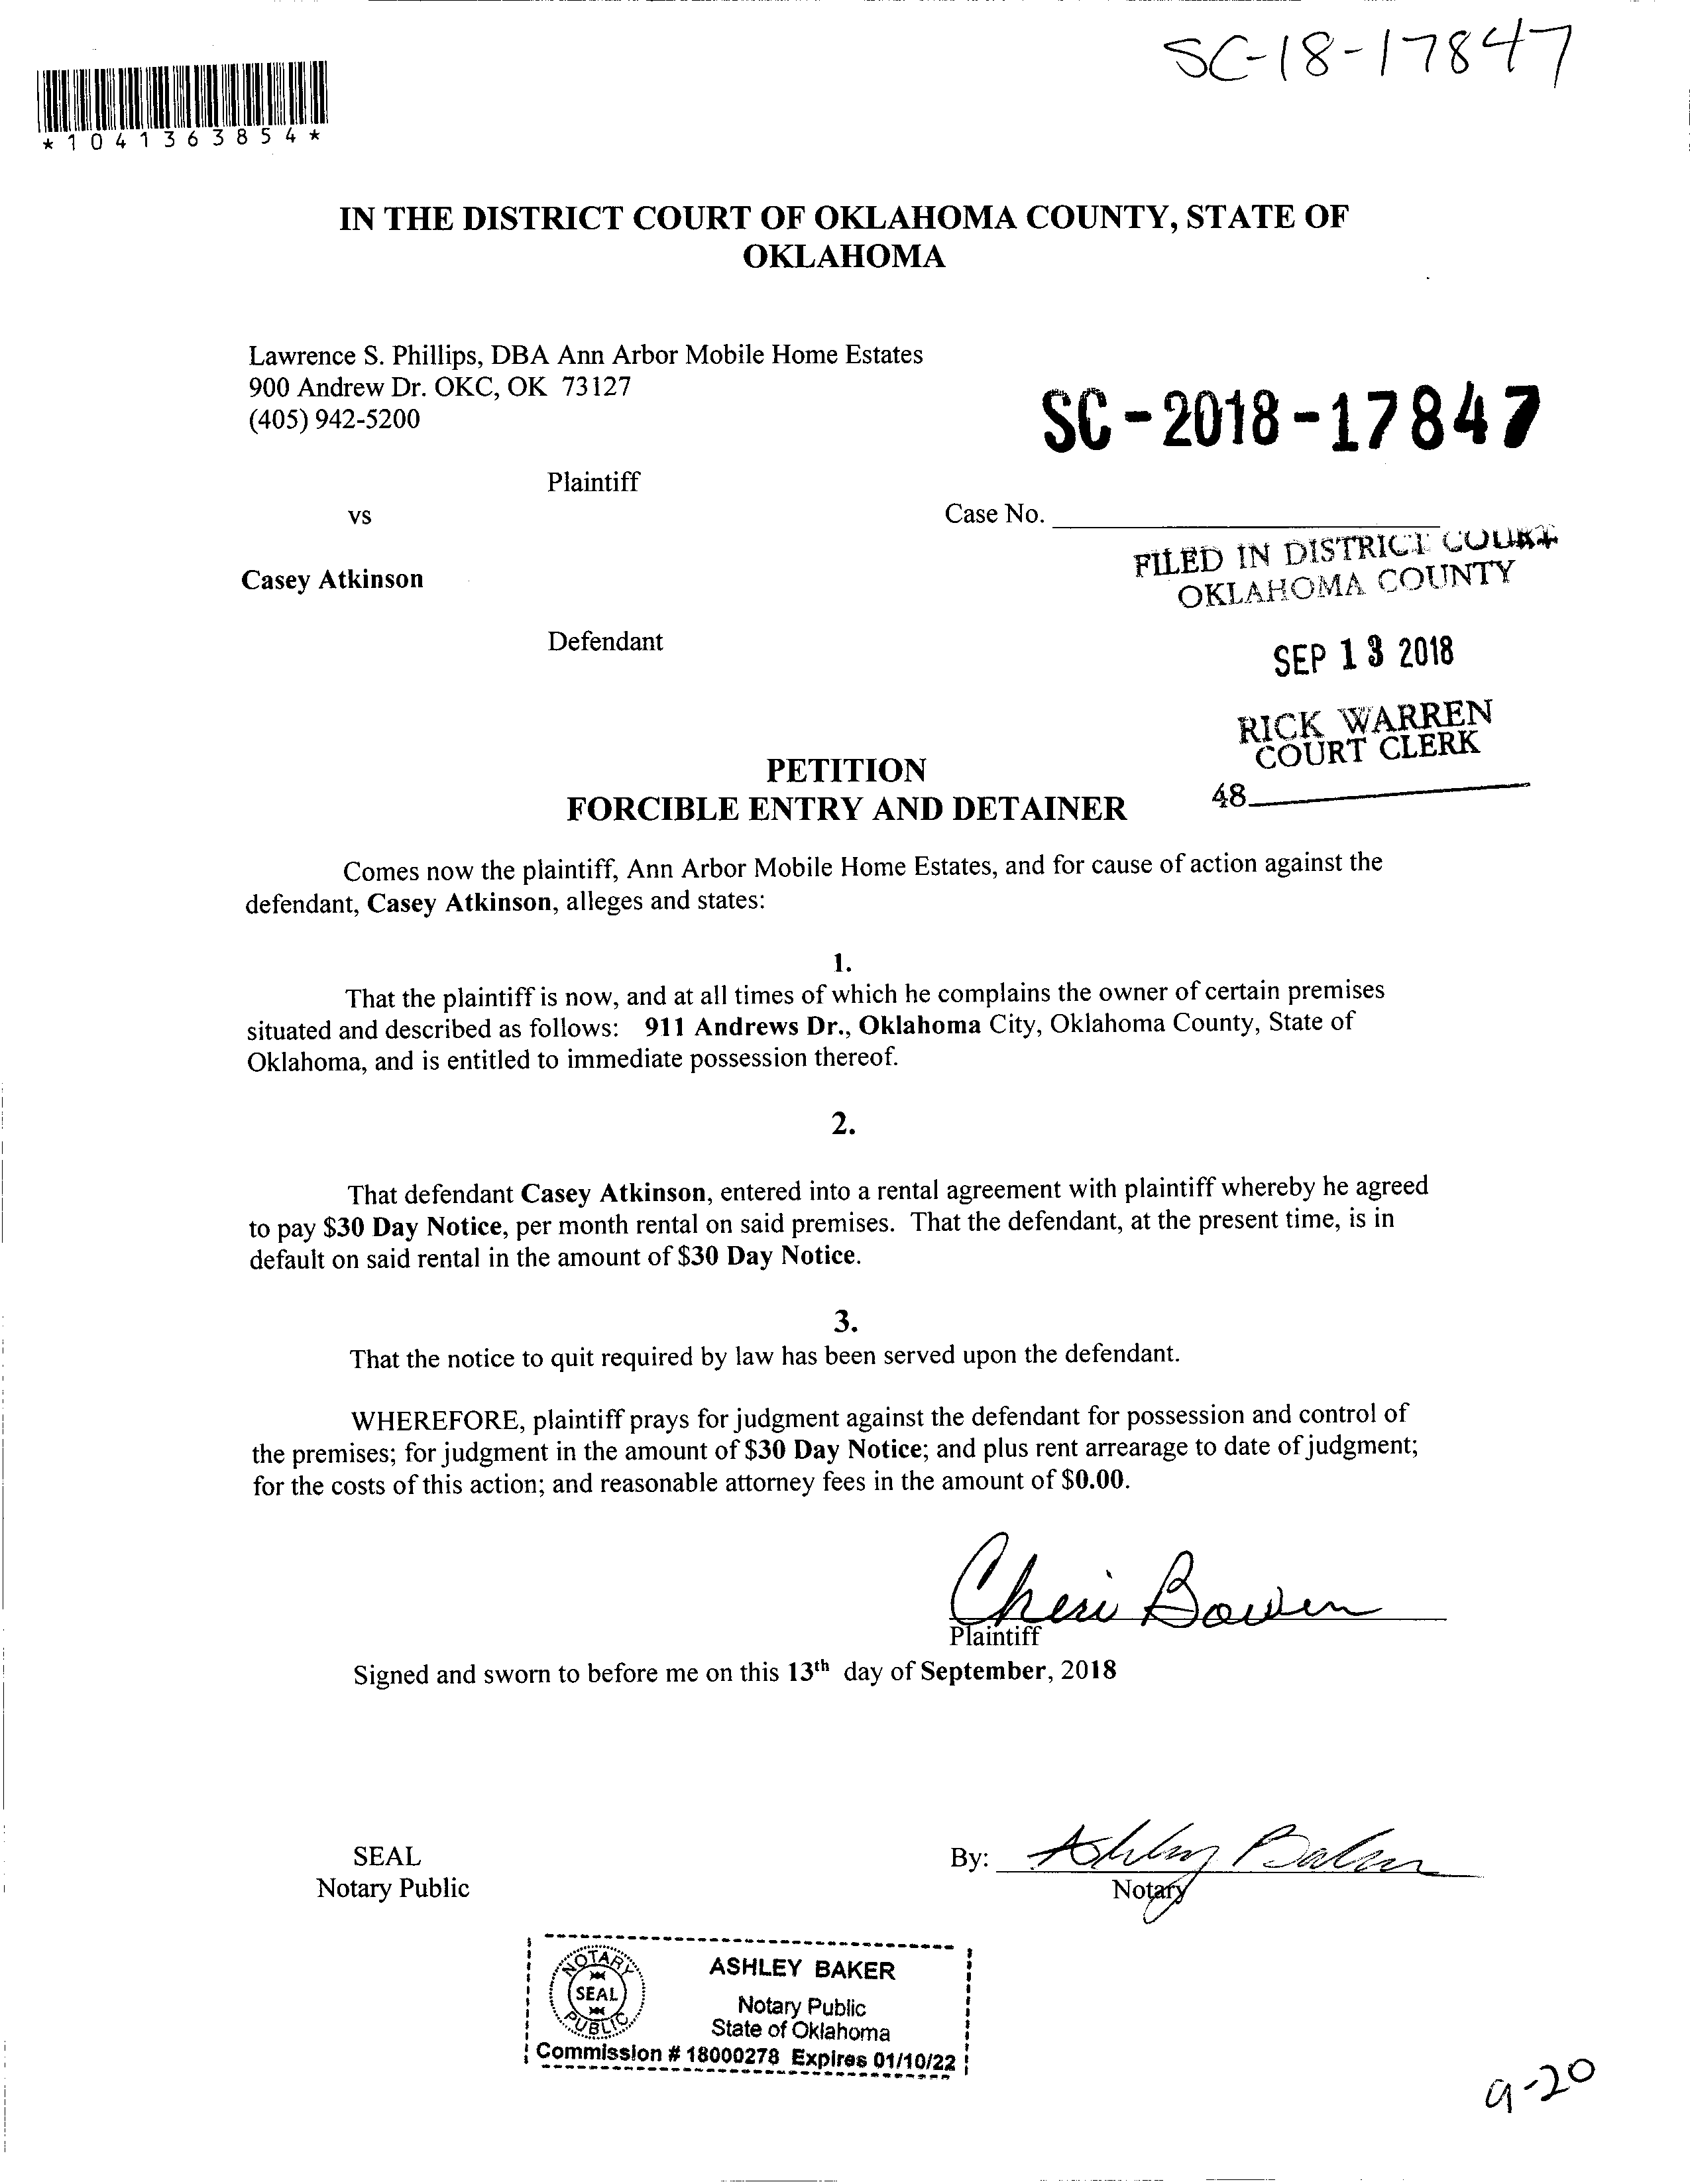 SC-18-17847
*1041363854*
IN THE DISTRICT COURT OF OKLAHOMA COUNTY, STATE OF
OKLAHOMA
Lawrence S. Phillips, DBA Ann Arbor Mobile Home Estates
900 Andrew Dr. OKC, OK 73127
(405) 942-5200
SC-2018-17847
Plaintiff
vs
Case No.
FILED IN DISTRICT COURT
OKLAHOMA COUNTY
Casey Atkinson
Defendant
SEP 13 2018
RICK WARREN
COURT CLERK
48
PETITION
FORCIBLE ENTRY AND DETAINER
Comes now the plaintiff, Ann Arbor Mobile Home Estates, and for cause of action against the
defendant, Casey Atkinson, alleges and states:
1.
That the plaintiff is now, and at all times of which he complains the owner of certain premises
situated and described as follows: 911 Andrews Dr., Oklahoma City, Oklahoma County, State of
Oklahoma, and is entitled to immediate possession thereof.
2.
That defendant Casey Atkinson, entered into a rental agreement with plaintiff whereby he agreed
to pay $30 Day Notice, per month rental on said premises. That the defendant, at the present time, is in
default on said rental in the amount of $30 Day Notice.
3.
That the notice to quit required by law has been served upon the defendant.
WHEREFORE, plaintiff prays for judgment against the defendant for possession and control of
the premises; for judgment in the amount of $30 Day Notice; and plus rent arrearage to date of judgment;
for the costs of this action; and reasonable attorney fees in the amount of $0.00.
Cheri Bowen
Plaintiff
Signed and sworn to before me on this 13th day of September, 2018
SEAL
Notary Public
By: Ashley Baker
Notary
NOTARY
SEAL
PUBLIC
ASHLEY BAKER
Notary Public
State of Oklahoma
Commission # 18000278 Expires 01/10/22
9-20